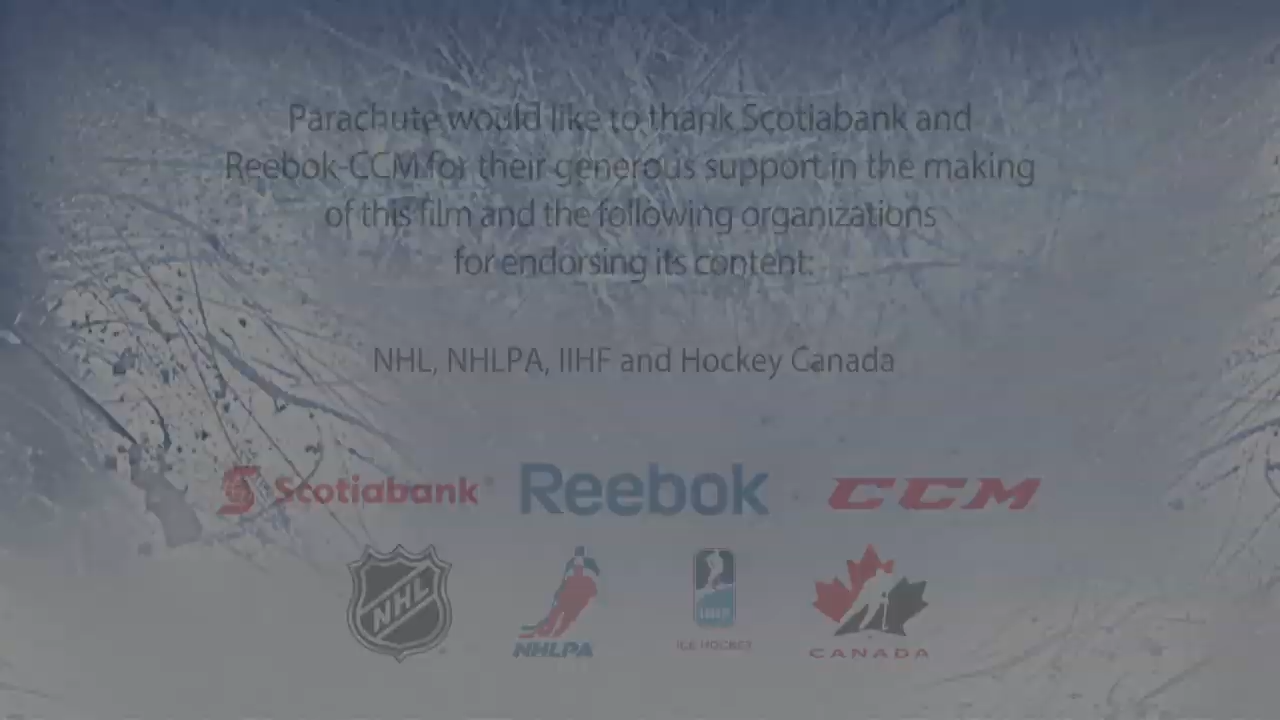 Parachute would like to thank Scotiabank and
Reebok-CCM for their generous support in the making
of this film and the following organizations
for endorsing its content:
NHL, NHLPA, IIHF and Hockey Canada
Scotiabank Reebok CCM
NHL NHLPA IIHF ICE HOCKEY CANADA